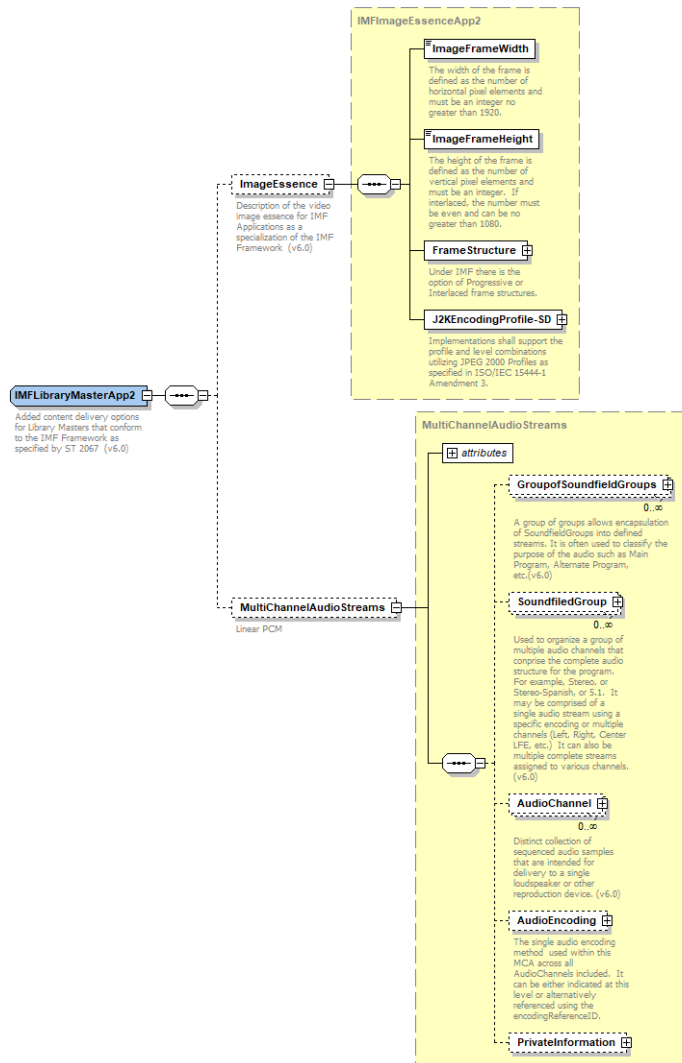 IMFImageEssenceApp2
ImageFrameWidth
The width of the frame is
defined as the number of
horizontal pixel elements and
must be an integer no
greater than 1920.
ImageFrameHeight
The height of the frame is
defined as the number of
vertical pixel elements and
must be an integer.  If
interlaced, the number must
be even and can be no
greater than 1080.
ImageEssence
Description of the video
image essence for IMF
Applications as a
specialization of the IMF
Framework  (v6.0)
FrameStructure
Under IMF there is the
option of Progressive or
Interlaced frame structures.
J2KEncodingProfile-SD
Implementations shall support the
profile and level combinations
utilizing JPEG 2000 Profiles as
specified in ISO/IEC 15444-1
Amendment 3.
IMFLibraryMasterApp2
Added content delivery options
for Library Masters that conform
to the IMF Framework as
specified by ST 2067  (v6.0)
MultiChannelAudioStreams
attributes
GroupofSoundfieldGroups
0..∞
A group of groups allows encapsulation
of SoundfieldGroups into defined
streams. It is often used to classify the
purpose of the audio such as Main
Program, Alternate Program,
etc.(v6.0)
MultiChannelAudioStreams
Linear PCM
SoundfiledGroup
0..∞
Used to organize a group of
multiple audio channels that
conprise the complete audio
structure for the program.
For example, Stereo, or
Stereo-Spanish, or 5.1.  It
may be comprised of a
single audio stream using a
specific encoding or multiple
channels (Left, Right, Center
LFE, etc.)  It can also be
multiple complete streams
assigned to various channels.
(v6.0)
AudioChannel
0..∞
Distinct collection of
sequenced audio samples
that are intended for
delivery to a single
loudspeaker or other
reproduction device. (v6.0)
AudioEncoding
The single audio encoding
method  used within this
MCA across all
AudioChannels included.  It
can be either indicated at this
level or alternatively
referenced using the
encodingReferenceID.
PrivateInformation